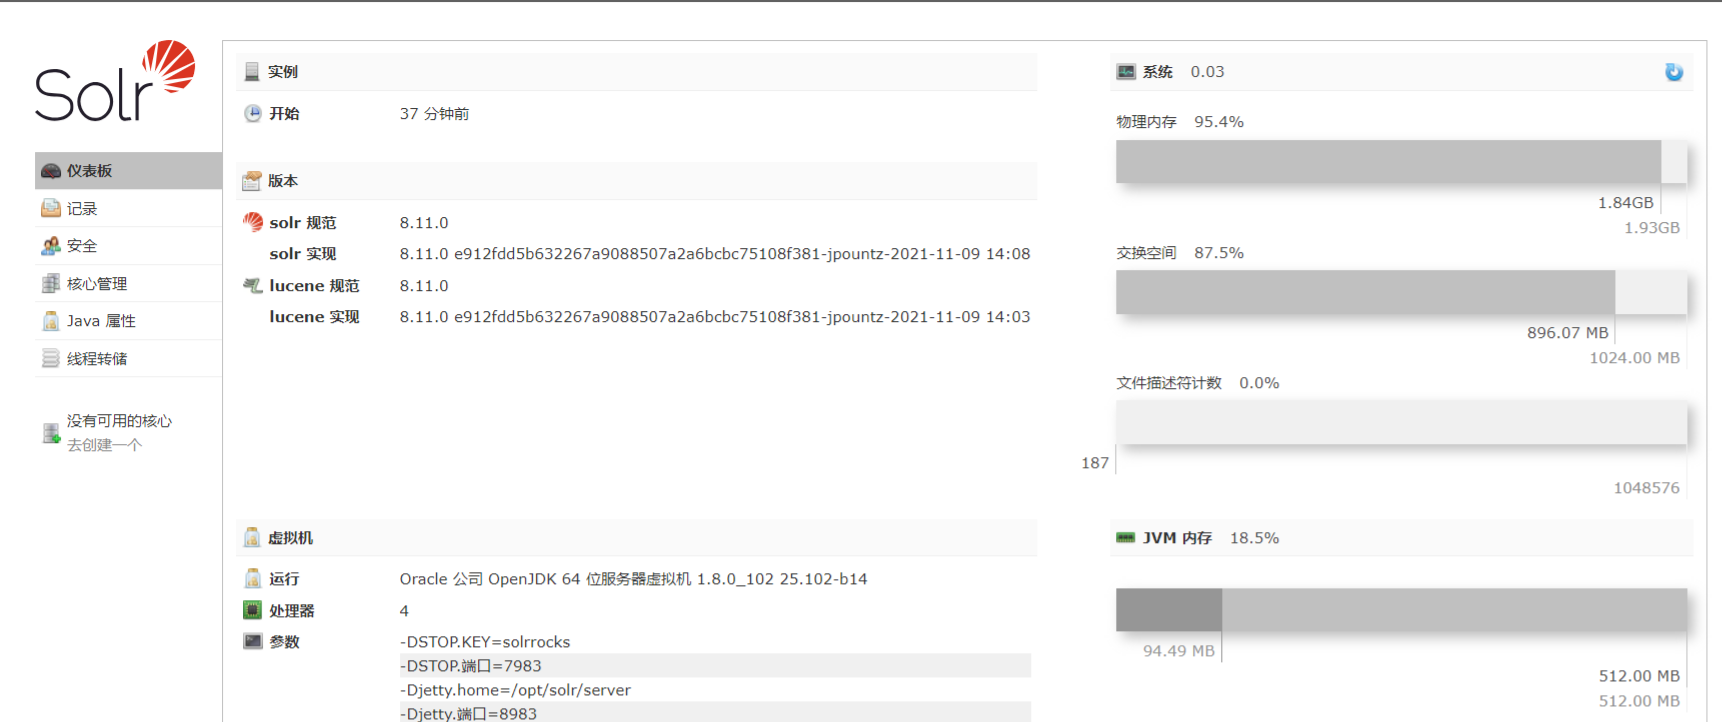 Solr
仪表板
记录
安全
核心管理
Java 属性
线程转储
没有可用的核心
去创建一个
实例
开始 37 分钟前
版本
solr 规范 8.11.0
solr 实现 8.11.0 e912fdd5b632267a9088507a2a6bcbc75108f381-jpountz-2021-11-09 14:08
lucene 规范 8.11.0
lucene 实现 8.11.0 e912fdd5b632267a9088507a2a6bcbc75108f381-jpountz-2021-11-09 14:03
虚拟机
运行 Oracle 公司 OpenJDK 64 位服务器虚拟机 1.8.0_102 25.102-b14
处理器 4
参数 -DSTOP.KEY=solrrocks
-DSTOP.端口=7983
-Djetty.home=/opt/solr/server
-Djetty.端口=8983
系统 0.03
物理内存 95.4%
1.84GB
1.93GB
交换空间 87.5%
896.07 MB
1024.00 MB
文件描述符计数 0.0%
187
1048576
JVM 内存 18.5%
94.49 MB
512.00 MB
512.00 MB